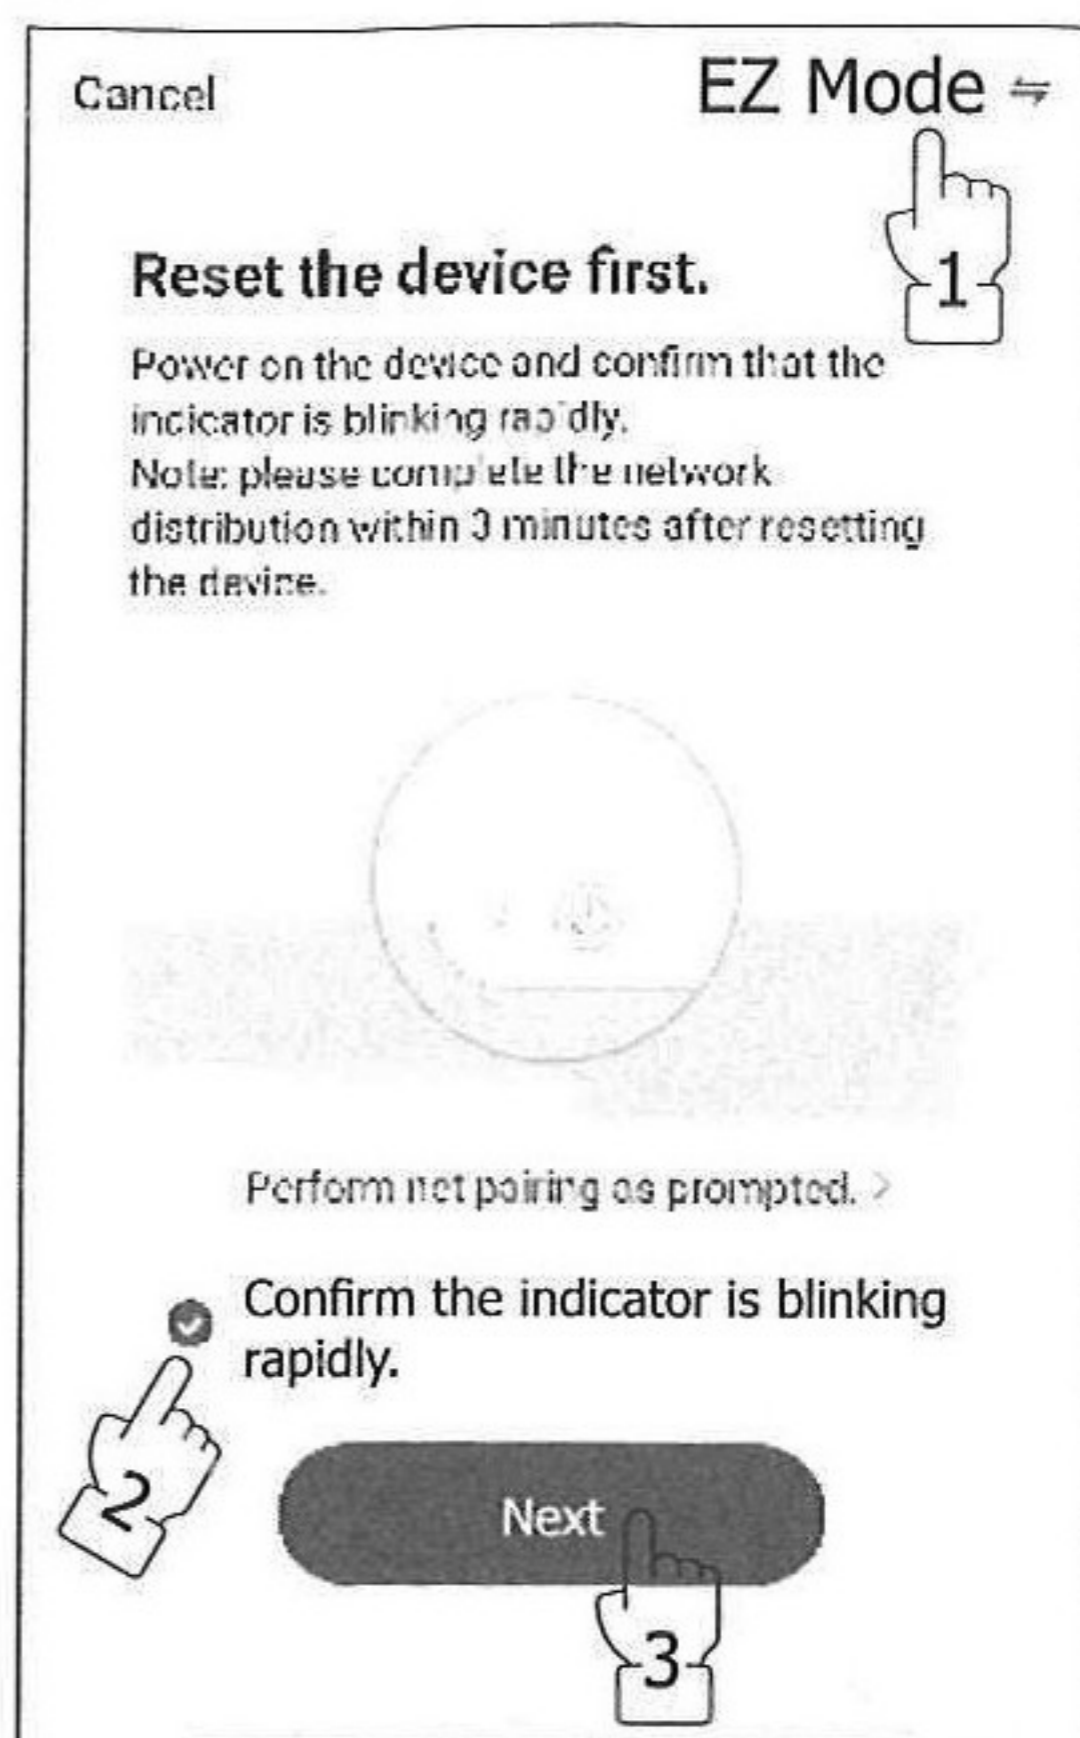 Cancel
EZ Mode ⇋
1
Reset the device first.
Power on the device and confirm that the
indicator is blinking rapidly.
Note: please complete the network
distribution within 3 minutes after resetting
the device.
Perform net pairing as prompted. >
Confirm the indicator is blinking
rapidly.
2
Next
3